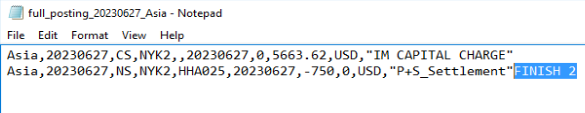 full_posting_20230627_Asia - Notepad
File Edit Format View Help
Asia,20230627,CS,NYK2,,20230627,0,5663.62,USD,"IM CAPITAL CHARGE"
Asia,20230627,NS,NYK2,HHA025,20230627,-750,0,USD,"P+S_Settlement"FINISH 2